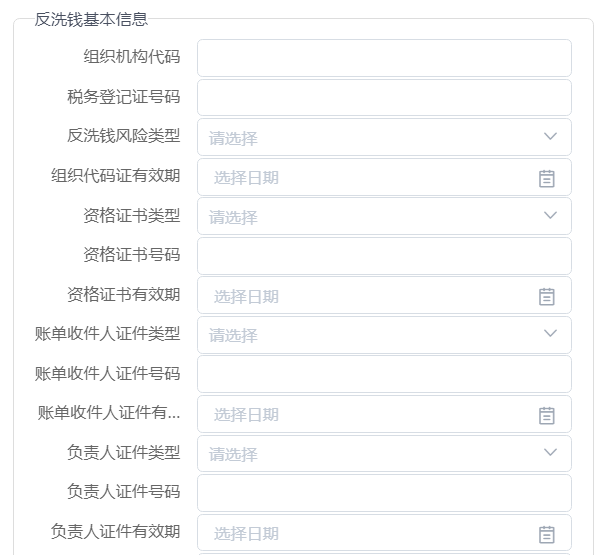 反洗钱基本信息
组织机构代码
税务登记证号码
反洗钱风险类型 请选择
组织代码证有效期 选择日期
资格证书类型 请选择
资格证书号码
资格证书有效期 选择日期
账单收件人证件类型 请选择
账单收件人证件号码
账单收件人证件有... 选择日期
负责人证件类型 请选择
负责人证件号码
负责人证件有效期 选择日期